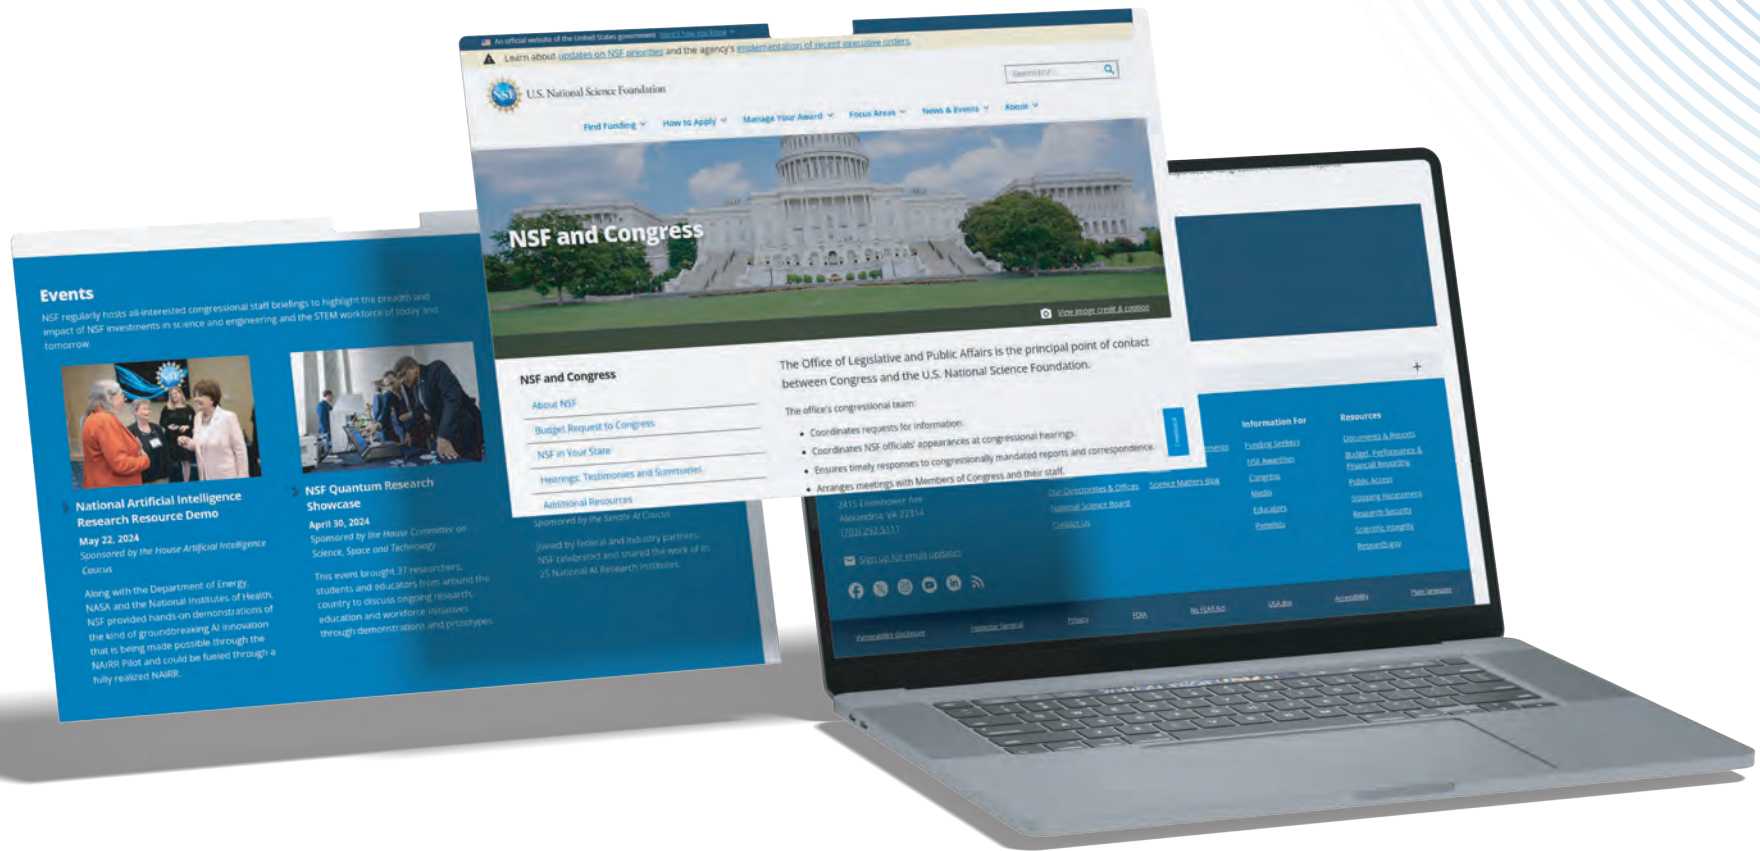 An official website of the United States government Here's how you know
Learn about updates on NSF priorities and the agency's implementation of recent executive orders.
NSF
U.S. National Science Foundation
Find Funding
How to Apply
Manage Your Award
Focus Areas
News & Events
About
NSF and Congress
View image credit & caption
NSF and Congress
About NSF
Budget Request to Congress
NSF in Your State
Hearings: Testimonies and Summaries
Additional Resources
The Office of Legislative and Public Affairs is the principal point of contact
between Congress and the U.S. National Science Foundation.
The office's congressional team:
• Coordinates requests for information.
• Coordinates NSF officials' appearances at congressional hearings.
• Ensures timely responses to congressionally mandated reports and correspondence.
• Arranges meetings with Members of Congress and their staff.
Events
NSF regularly hosts all-interested congressional staff briefings to highlight the breadth and
impact of NSF investments in science and engineering and the STEM workforce of today and
tomorrow.
National Artificial Intelligence
Research Resource Demo
May 22, 2024
Sponsored by the House Artificial Intelligence
Caucus
Along with the Department of Energy,
NASA and the National Institutes of Health,
NSF provided hands-on demonstrations of
the kind of groundbreaking AI innovation
that is being made possible through the
NAIRR Pilot and could be fueled through a
fully realized NAIRR.
NSF Quantum Research
Showcase
April 30, 2024
Sponsored by the House Committee on
Science, Space and Technology
This event brought 37 researchers,
students and educators from around the
country to discuss ongoing research,
education and workforce initiatives
through demonstrations and prototypes.
Sponsored by the Senate AI Caucus
Joined by federal and industry partners,
NSF celebrated and shared the work of its
25 National AI Research Institutes.
2415 Eisenhower Ave
Alexandria, VA 22314
(703) 292-5111
Sign up for email updates
Our Directorates & Offices
National Science Board
Contact Us
Science Matters Blog
Information For
Funding Seekers
NSF Awardees
Congress
Media
Educators
Panelists
Resources
Documents & Reports
Budget, Performance &
Financial Reporting
Public Access
Stopping Harassment
Research Security
Scientific Integrity
Research.gov
Vulnerability disclosure
Inspector General
Privacy
FOIA
No FEAR Act
USA.gov
Accessibility
Plain language